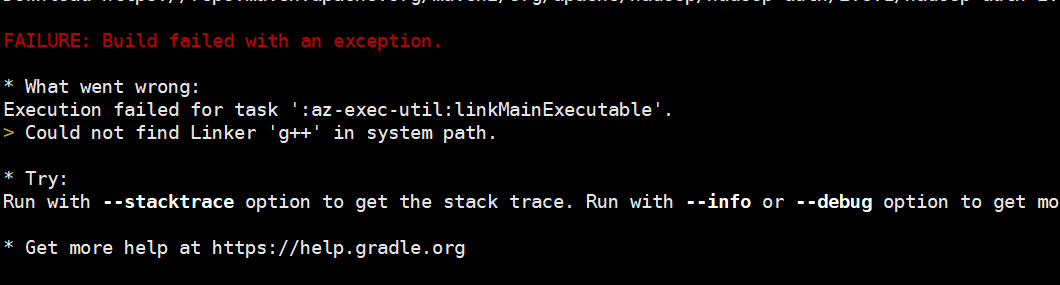 FAILURE: Build failed with an exception.
* What went wrong:
Execution failed for task ':az-exec-util:linkMainExecutable'.
> Could not find Linker 'g++' in system path.
* Try:
Run with --stacktrace option to get the stack trace. Run with --info or --debug option to get mo
* Get more help at https://help.gradle.org